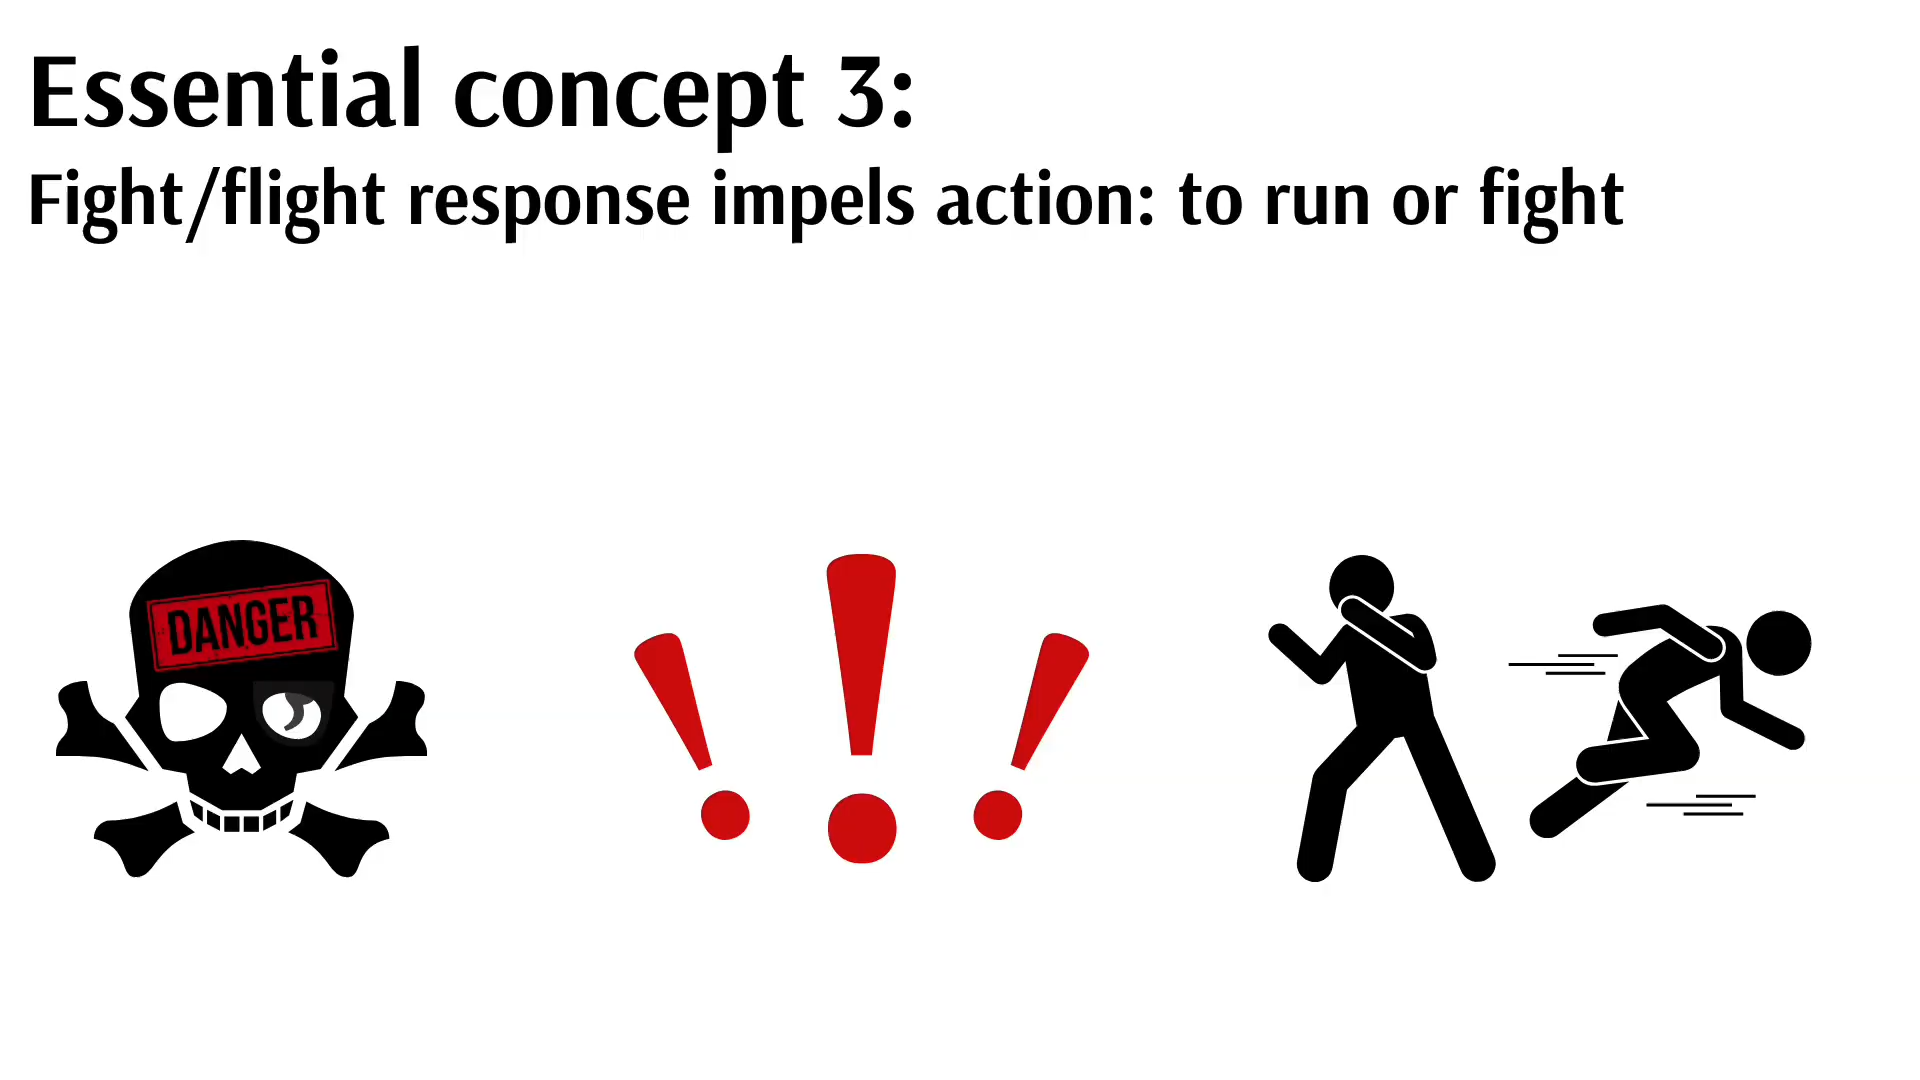 Essential concept 3:
Fight/flight response impels action: to run or fight
DANGER